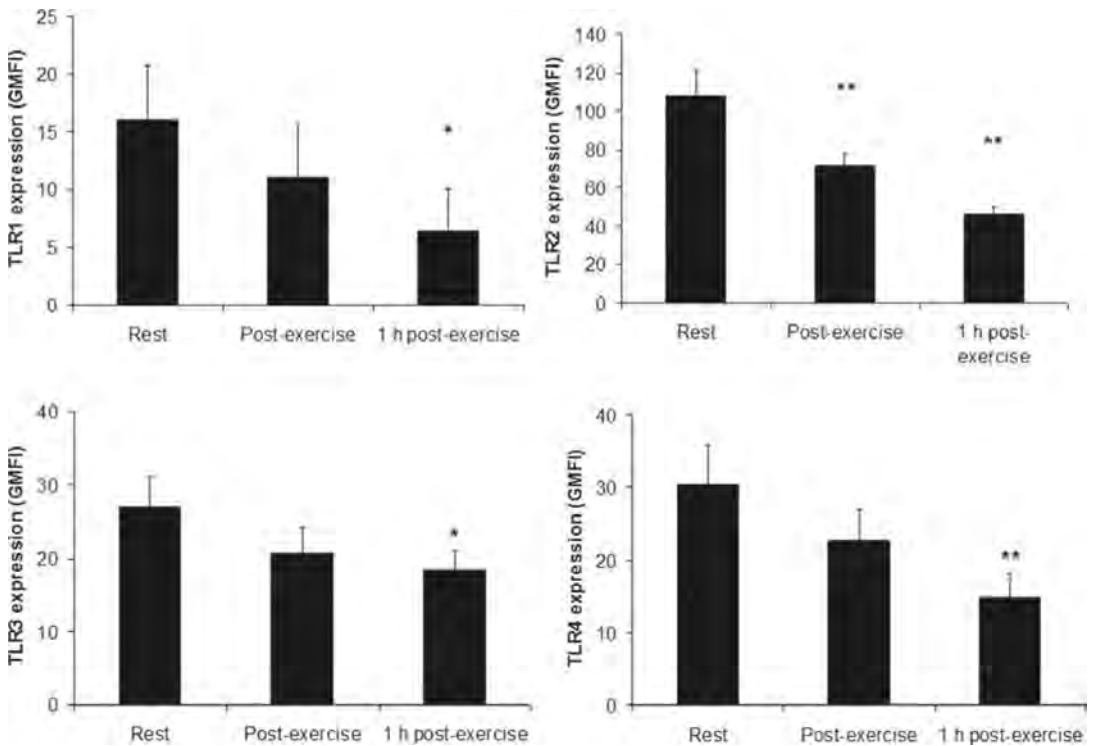 TLR1 expression (GMFI)
25
20
15
10
5
0
*
Rest
Post-exercise
1 h post-exercise
TLR2 expression (GMFI)
140
120
100
80
60
40
20
0
**
**
Rest
Post-exercise
1 h post-
exercise
TLR3 expression (GMFI)
40
30
20
10
0
*
Rest
Post-exercise
1 h post-exercise
TLR4 expression (GMFI)
40
30
20
10
0
**
Rest
Post-exercise
1 h post-exercise